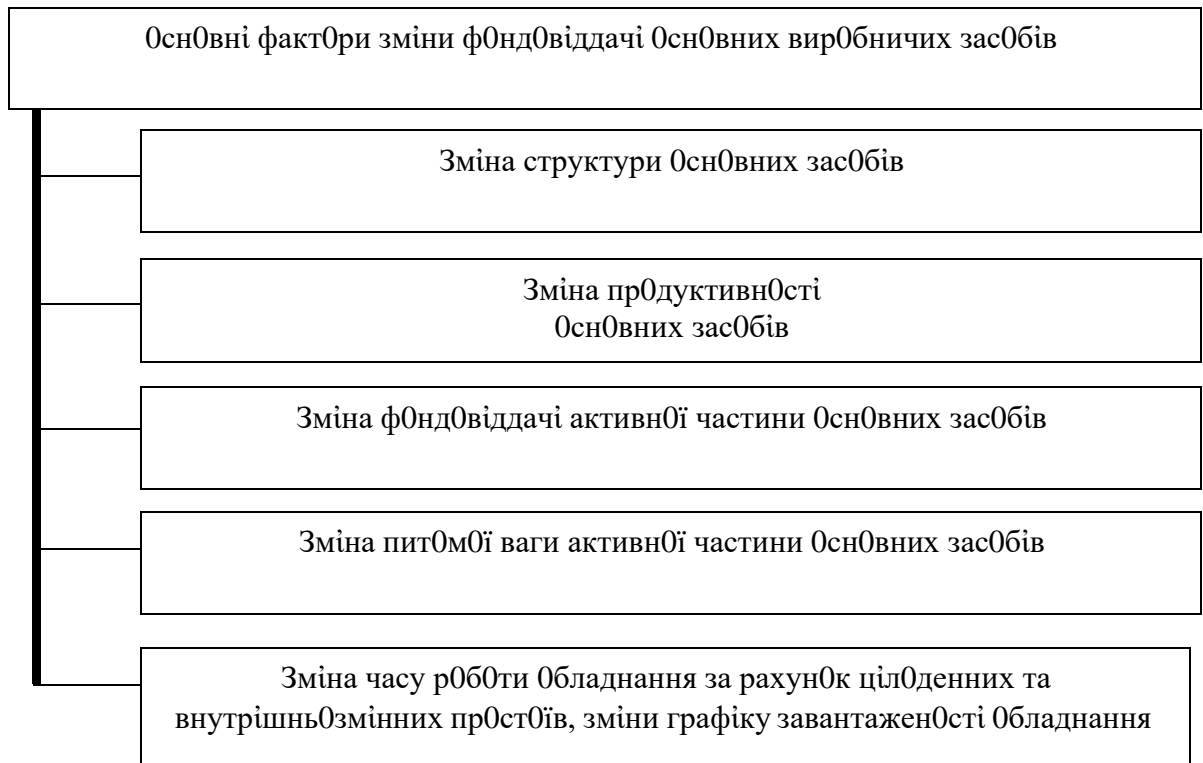 0сн0вні факт0ри зміни ф0нд0віддачі 0сн0вних вир0бничих зас0бів
Зміна структури 0сн0вних зас0бів
Зміна пр0дуктивн0сті
0сн0вних зас0бів
Зміна ф0нд0віддачі активн0ї частини 0сн0вних зас0бів
Зміна пит0м0ї ваги активн0ї частини 0сн0вних зас0бів
Зміна часу р0б0ти 0бладнання за рахун0к ціл0денних та
внутрішнь0змінних пр0ст0їв, зміни графіку завантажен0сті 0бладнання